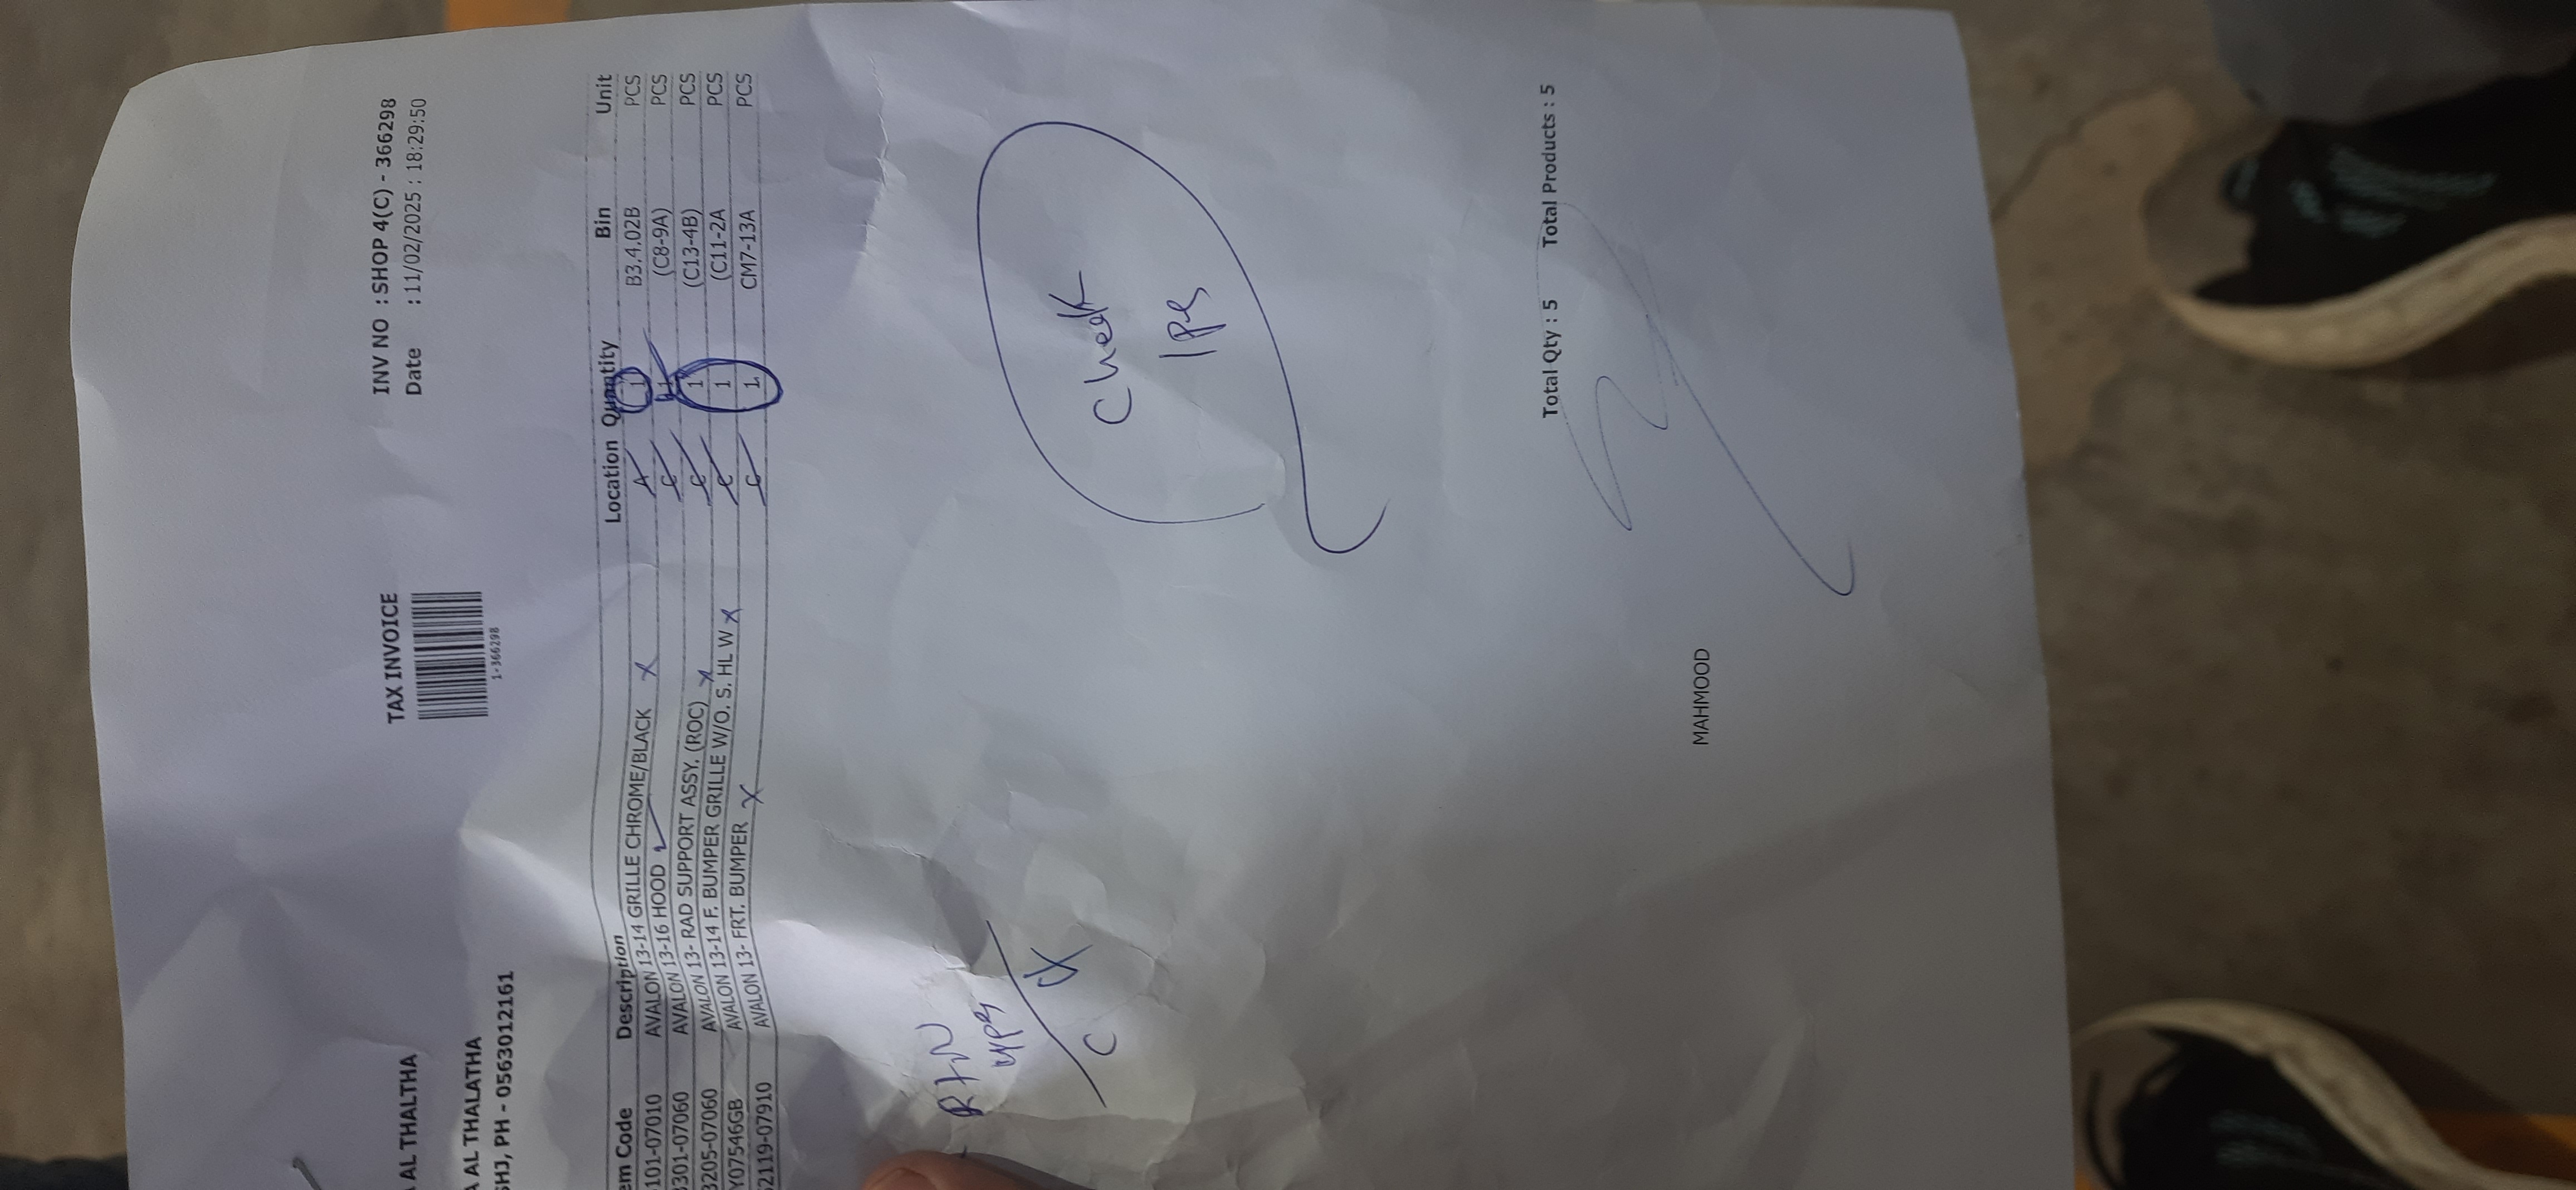 TAX INVOICE
1-366298
INV NO : SHOP 4(C) - 366298
Date : 11/02/2025 : 18:29:50
AL THALTHA
AL THALATHA
SHJ, PH - 0563012161
em Code Description Location Quantity Bin Unit
101-07010 AVALON 13-14 GRILLE CHROME/BLACK X A 1 B3.4.02B PCS
3301-07060 AVALON 13-16 HOOD ✓ C 1 (C8-9A) PCS
3205-07060 AVALON 13- RAD SUPPORT ASSY. (ROC) X C 1 (C13-4B) PCS
Y07546GB AVALON 13-14 F. BUMPER GRILLE W/O. S. HL W X C 1 (C11-2A PCS
2119-07910 AVALON 13- FRT. BUMPER X C 1 CM7-13A PCS
RTN
4PS
Check
1PS
Total Qty : 5 Total Products : 5
MAHMOOD